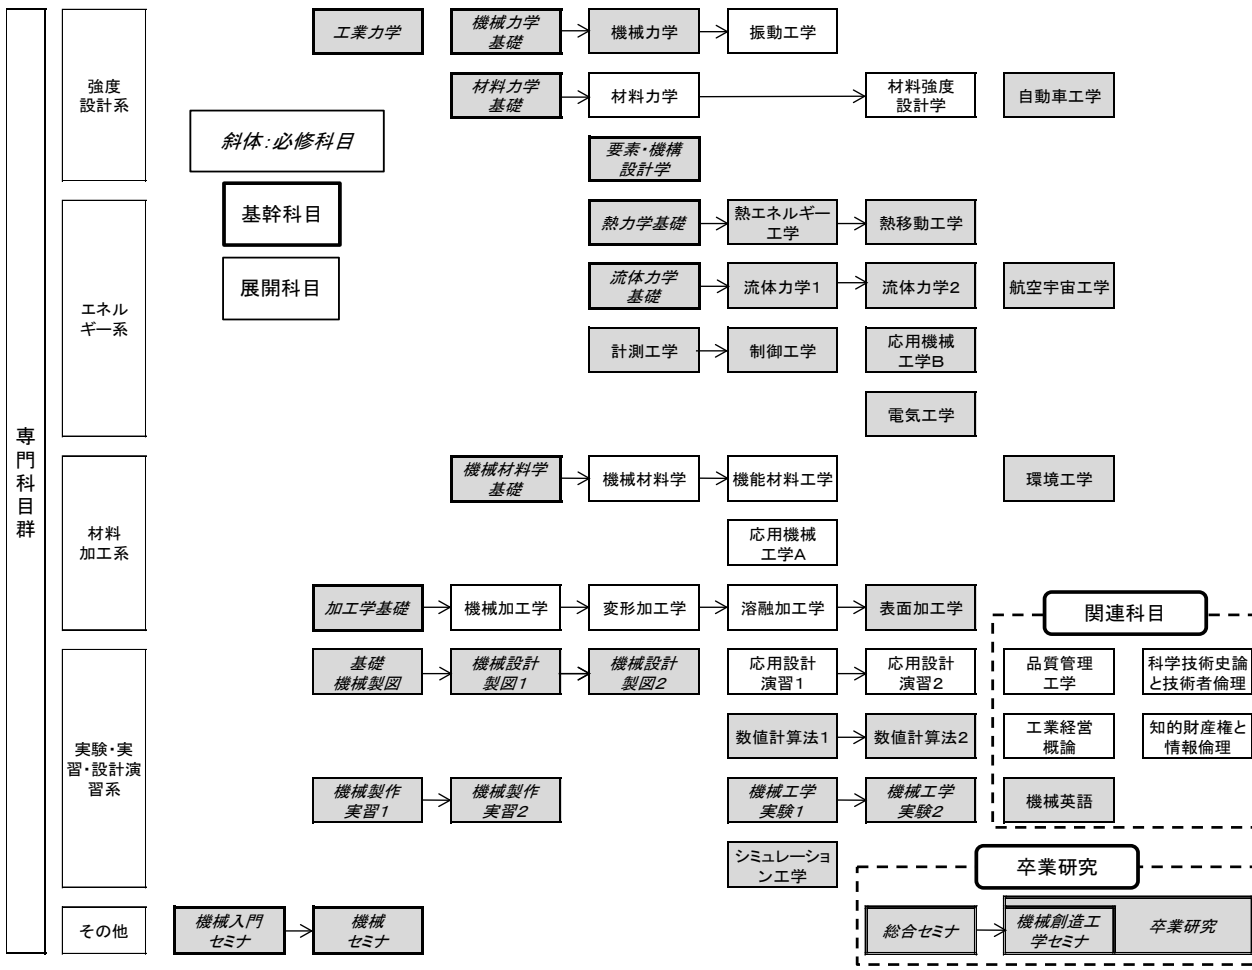 専
門
科
目
群
強度
設計系
工業力学
機械力学
基礎
機械力学
振動工学
材料力学
基礎
材料力学
材料強度
設計学
自動車工学
斜体:必修科目
要素・機構
設計学
基幹科目
展開科目
エネル
ギー系
熱力学基礎
熱エネルギー
工学
熱移動工学
流体力学
基礎
流体力学1
流体力学2
航空宇宙工学
計測工学
制御工学
応用機械
工学B
電気工学
材料
加工系
機械材料学
基礎
機械材料学
機能材料工学
環境工学
応用機械
工学A
加工学基礎
機械加工学
変形加工学
溶融加工学
表面加工学
関連科目
実験・実
習・設計演
習系
基礎
機械製図
機械設計
製図1
機械設計
製図2
応用設計
演習1
応用設計
演習2
品質管理
工学
科学技術史論
と技術者倫理
数値計算法1
数値計算法2
工業経営
概論
知的財産権と
情報倫理
機械製作
実習1
機械製作
実習2
機械工学
実験1
機械工学
実験2
機械英語
シミュレーショ
ン工学
卒業研究
その他
機械入門
セミナ
機械
セミナ
総合セミナ
機械創造工
学セミナ
卒業研究